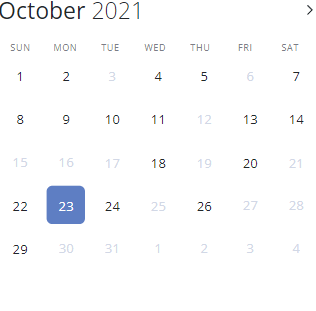 October 2021
SUN MON TUE WED THU FRI SAT
1 2 3 4 5 6 7
8 9 10 11 12 13 14
15 16 17 18 19 20 21
22 23 24 25 26 27 28
29 30 31 1 2 3 4